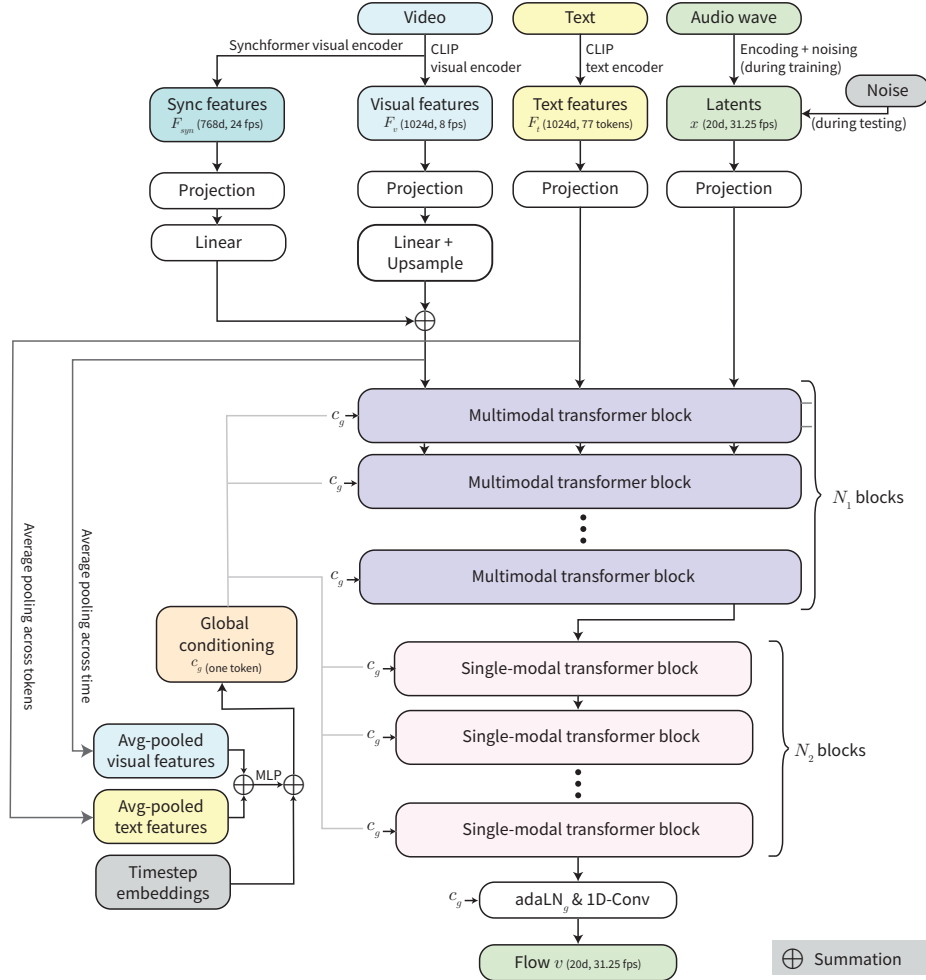 Video
Text
Audio wave
Synchformer visual encoder
CLIP
visual encoder
CLIP
text encoder
Encoding + noising
(during training)
Noise
(during testing)
Sync features
F_syn (768d, 24 fps)
Visual features
F_v (1024d, 8 fps)
Text features
F_t (1024d, 77 tokens)
Latents
x (20d, 31.25 fps)
Projection
Projection
Projection
Projection
Linear
Linear +
Upsample
c_g
Multimodal transformer block
c_g
Multimodal transformer block
N_1 blocks
c_g
Multimodal transformer block
Average pooling across tokens
Average pooling across time
Global
conditioning
c_g (one token)
c_g
Single-modal transformer block
c_g
Single-modal transformer block
N_2 blocks
c_g
Single-modal transformer block
Avg-pooled
visual features
MLP
Avg-pooled
text features
Timestep
embeddings
c_g
adaLN_g & 1D-Conv
Flow v (20d, 31.25 fps)
Summation